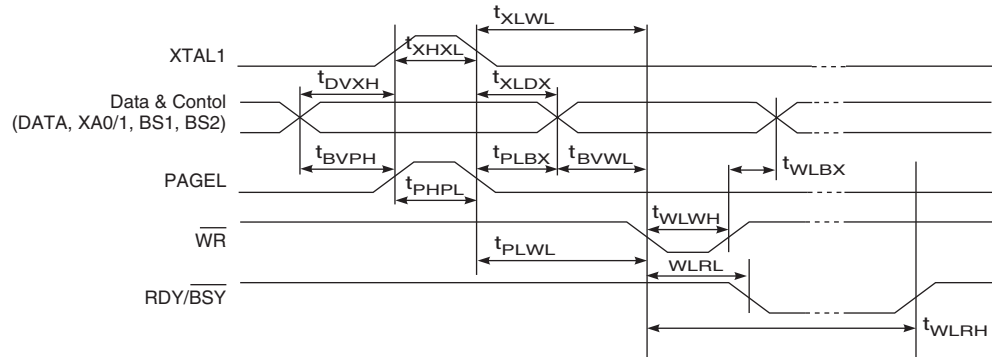 tXLWL
XTAL1
tXHXL
tDVXH
tXLDX
Data & Contol
(DATA, XA0/1, BS1, BS2)
tBVPH
tPLBX
tBVWL
tWLBX
PAGEL
tPHPL
tWLWH
WR
tPLWL
WLRL
RDY/BSY
tWLRH